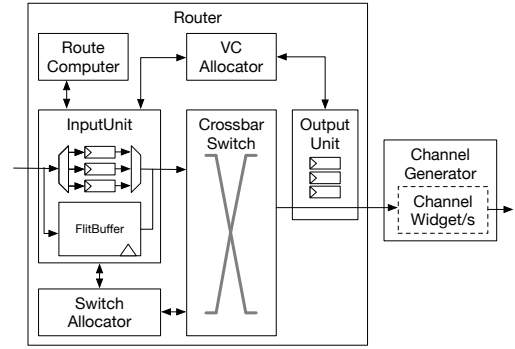 Router
Route
Computer
VC
Allocator
InputUnit
Crossbar
Switch
Output
Unit
Channel
Generator
Channel
Widget/s
FlitBuffer
Switch
Allocator